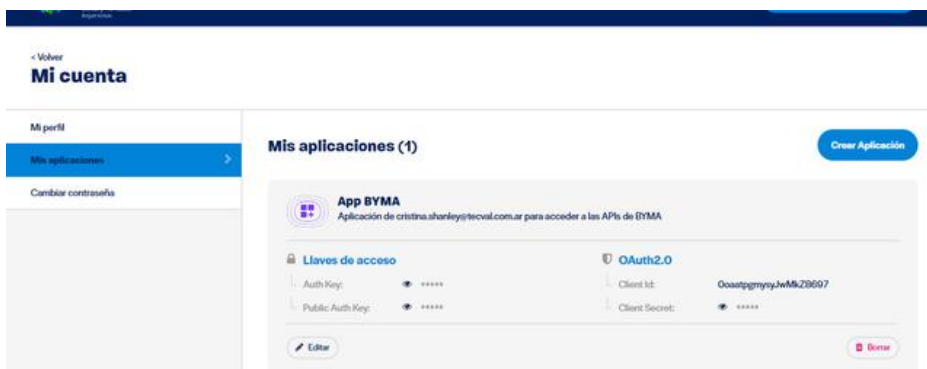 < Volver
Mi cuenta
Mi perfil
Mis aplicaciones
Cambiar contraseña
Mis aplicaciones (1)
Crear Aplicación
App BYMA
Aplicación de cristina.shanley@tecval.com.ar para acceder a las APIs de BYMA
Llaves de acceso
Auth Key: *****
Public Auth Key: *****
OAuth2.0
Client Id:
Client Secret: *****
Editar
Borrar